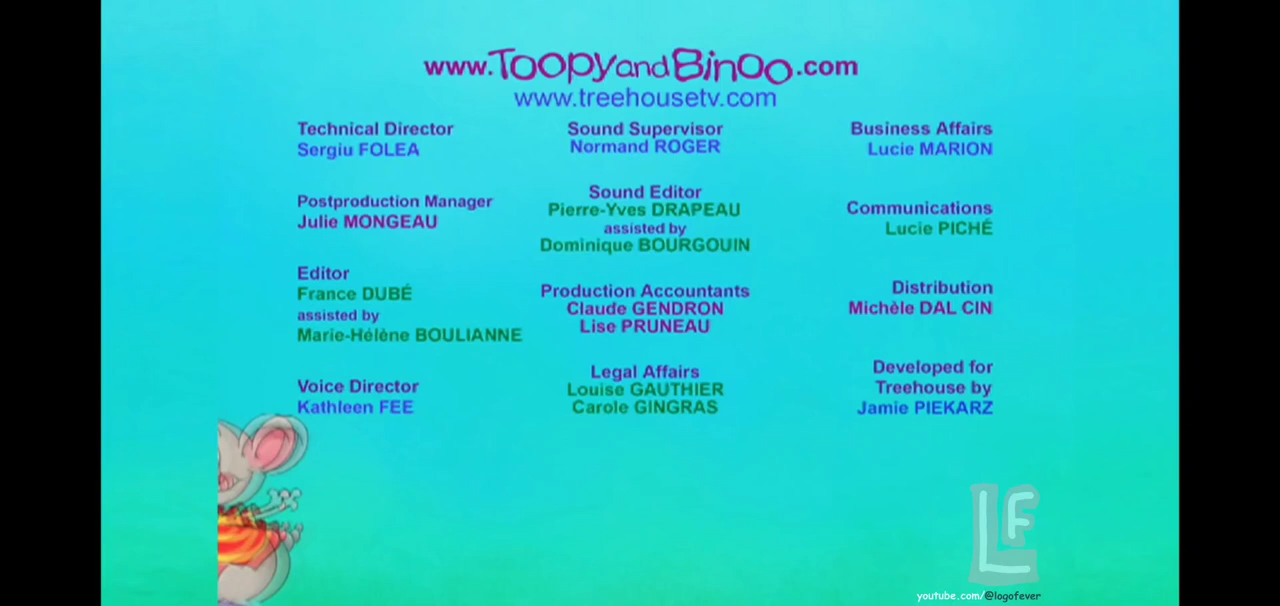 www.ToopyandBinoo.com
www.treehousetv.com
Technical Director
Sergiu FOLEA
Postproduction Manager
Julie MONGEAU
Editor
France DUBÉ
assisted by
Marie-Hélène BOULIANNE
Voice Director
Kathleen FEE
Sound Supervisor
Normand ROGER
Sound Editor
Pierre-Yves DRAPEAU
assisted by
Dominique BOURGOUIN
Production Accountants
Claude GENDRON
Lise PRUNEAU
Legal Affairs
Louise GAUTHIER
Carole GINGRAS
Business Affairs
Lucie MARION
Communications
Lucie PICHÉ
Distribution
Michèle DAL CIN
Developed for
Treehouse by
Jamie PIEKARZ
LF
youtube.com/@logofever